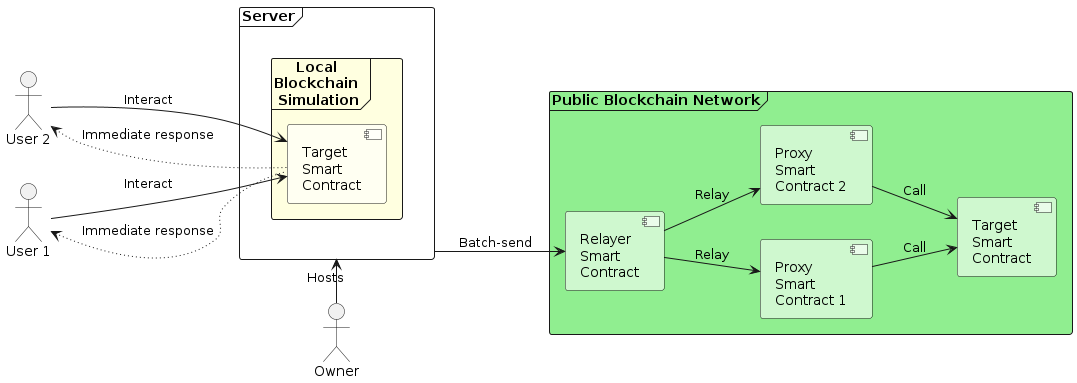 Server
Local
Blockchain
Simulation
Target
Smart
Contract
User 2
Interact
Immediate response
User 1
Interact
Immediate response
Hosts
Owner
Batch-send
Public Blockchain Network
Relayer
Smart
Contract
Relay
Relay
Proxy
Smart
Contract 2
Proxy
Smart
Contract 1
Call
Call
Target
Smart
Contract